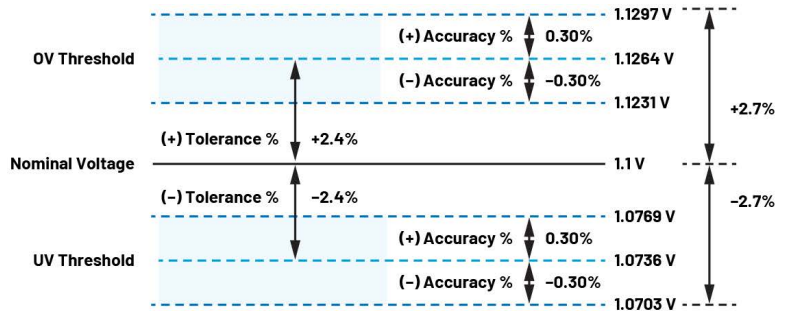 1.1297 V
(+) Accuracy % 0.30%
OV Threshold 1.1264 V
(−) Accuracy % −0.30%
1.1231 V
+2.7%
(+) Tolerance % +2.4%
Nominal Voltage 1.1 V
(−) Tolerance % −2.4%
−2.7%
1.0769 V
(+) Accuracy % 0.30%
UV Threshold 1.0736 V
(−) Accuracy % −0.30%
1.0703 V